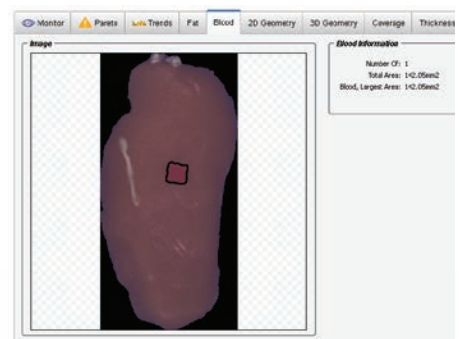 Monitor Parets Trends Fat Blood 2D Geometry 3D Geometry Coverage Thickness
Image
Blood Information
Number Of: 1
Total Area: 142.05mm2
Blood, Largest Area: 142.05mm2